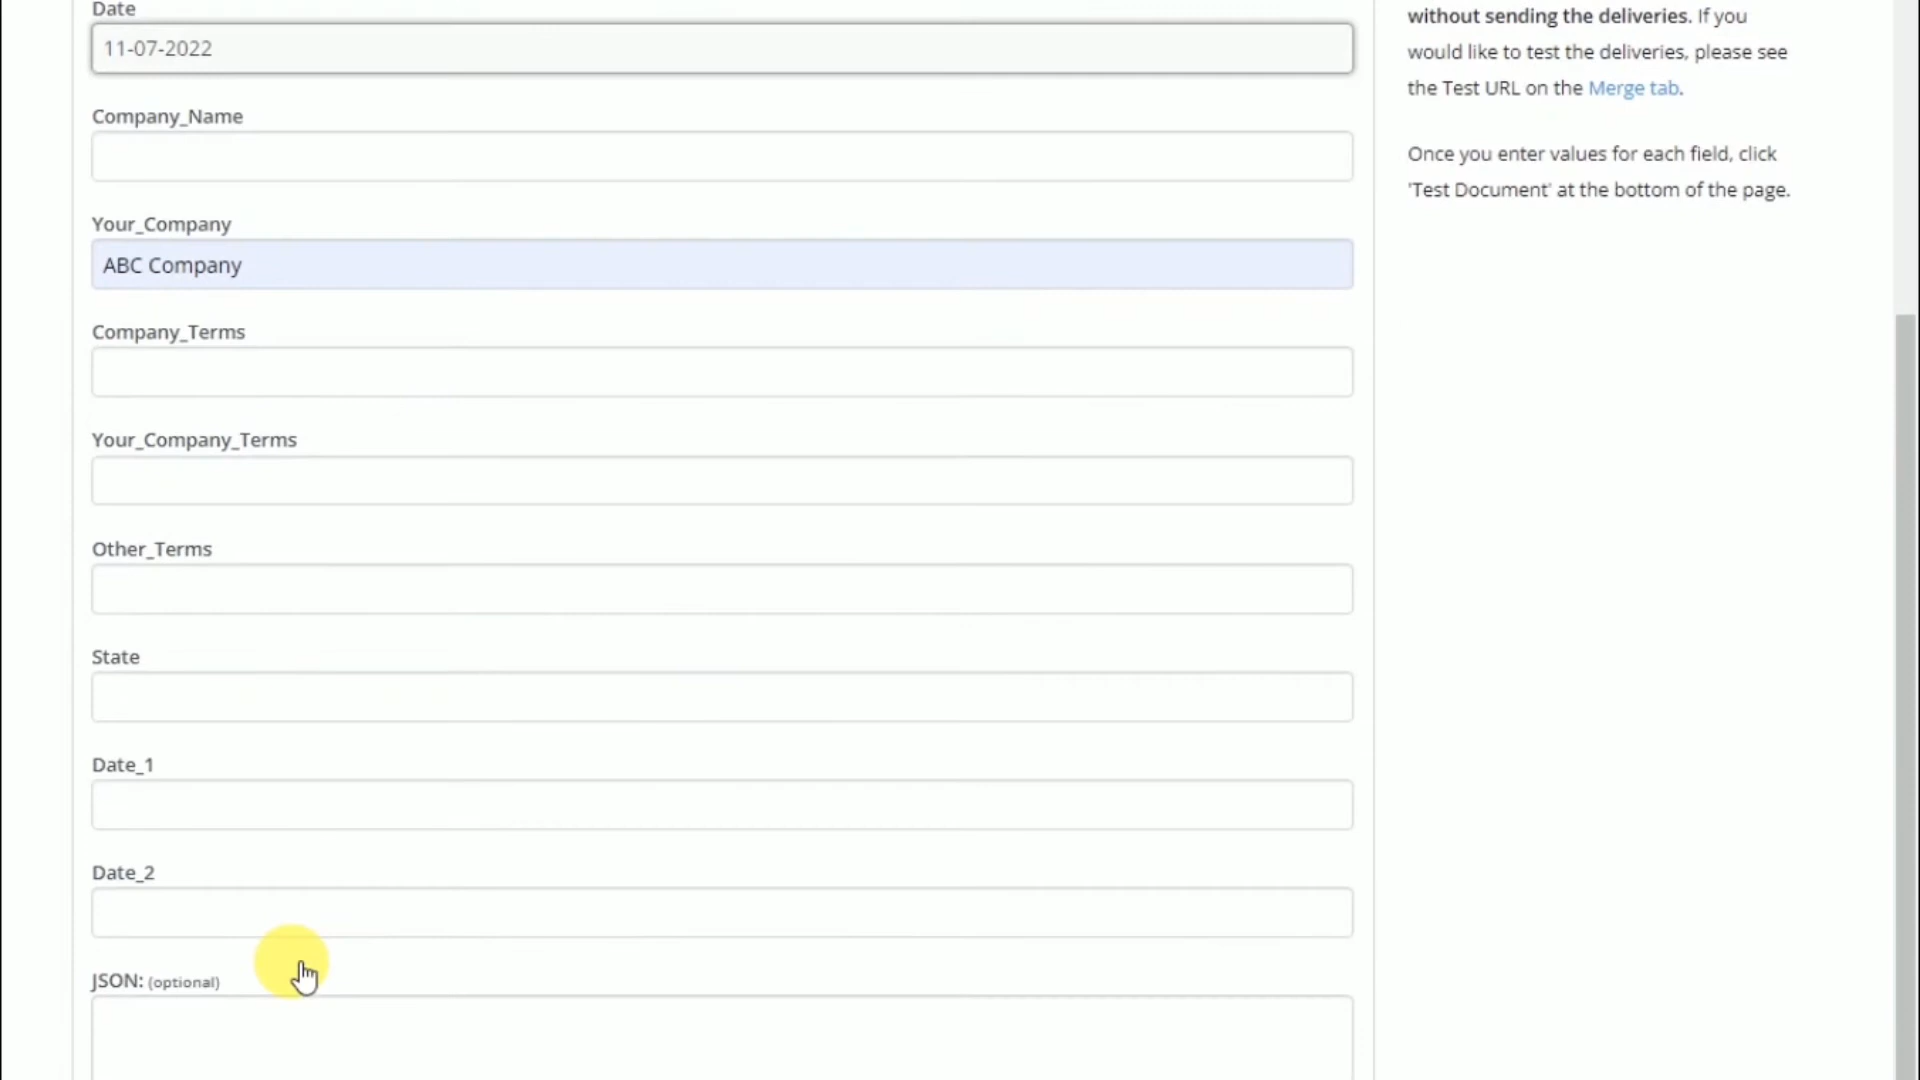 Date
11-07-2022
Company_Name
Your_Company
ABC Company
Company_Terms
Your_Company_Terms
Other_Terms
State
Date_1
Date_2
JSON: (optional)
without sending the deliveries. If you
would like to test the deliveries, please see
the Test URL on the Merge tab.
Once you enter values for each field, click
'Test Document' at the bottom of the page.